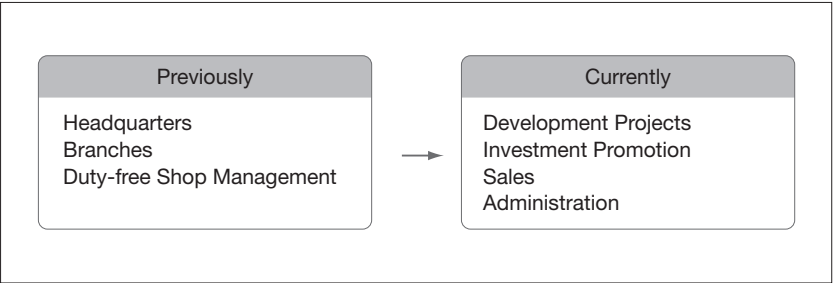 Previously
Headquarters
Branches
Duty-free Shop Management
Currently
Development Projects
Investment Promotion
Sales
Administration